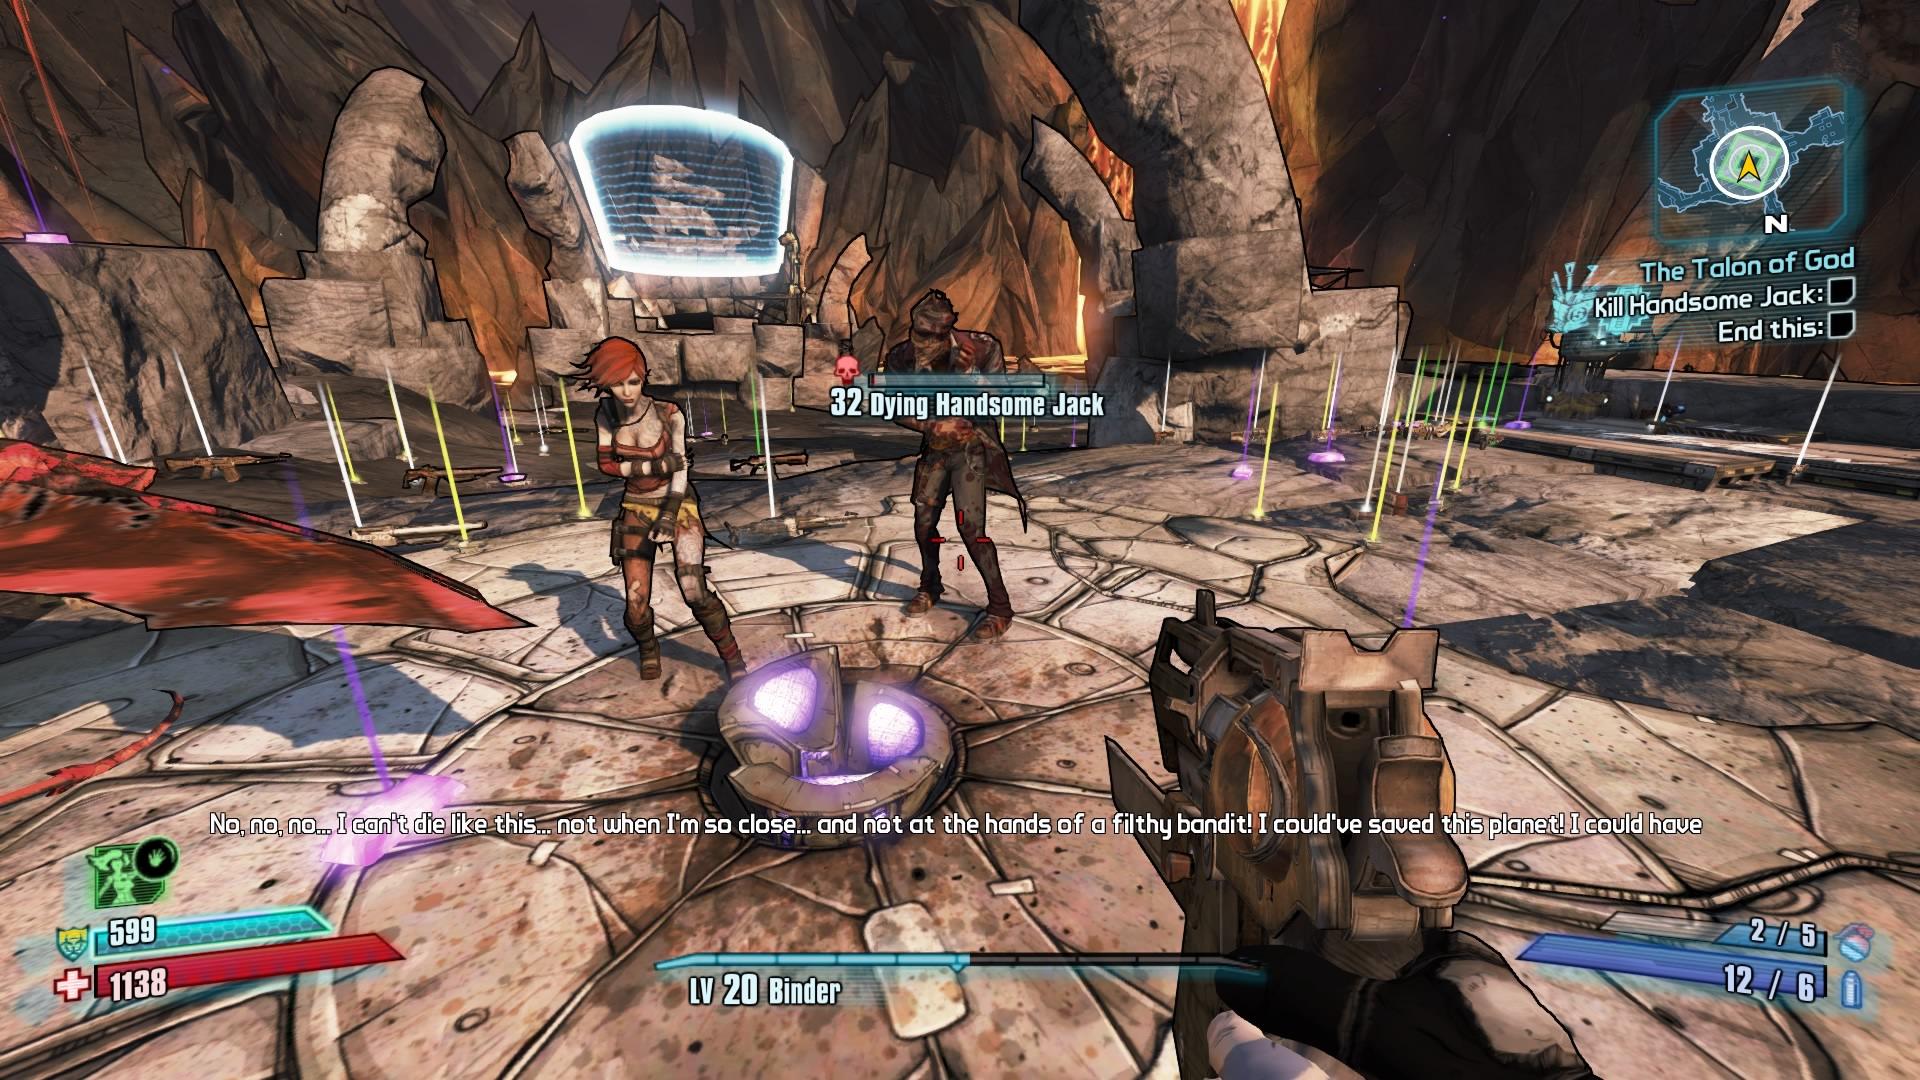 N
The Talon of God
Kill Handsome Jack:
End this:
32 Dying Handsome Jack
No, no, no... I can't die like this... not when I'm so close... and not at the hands of a filthy bandit! I could've saved this planet! I could have
599
1138
LV 20 Binder
2 / 5
12 / 6